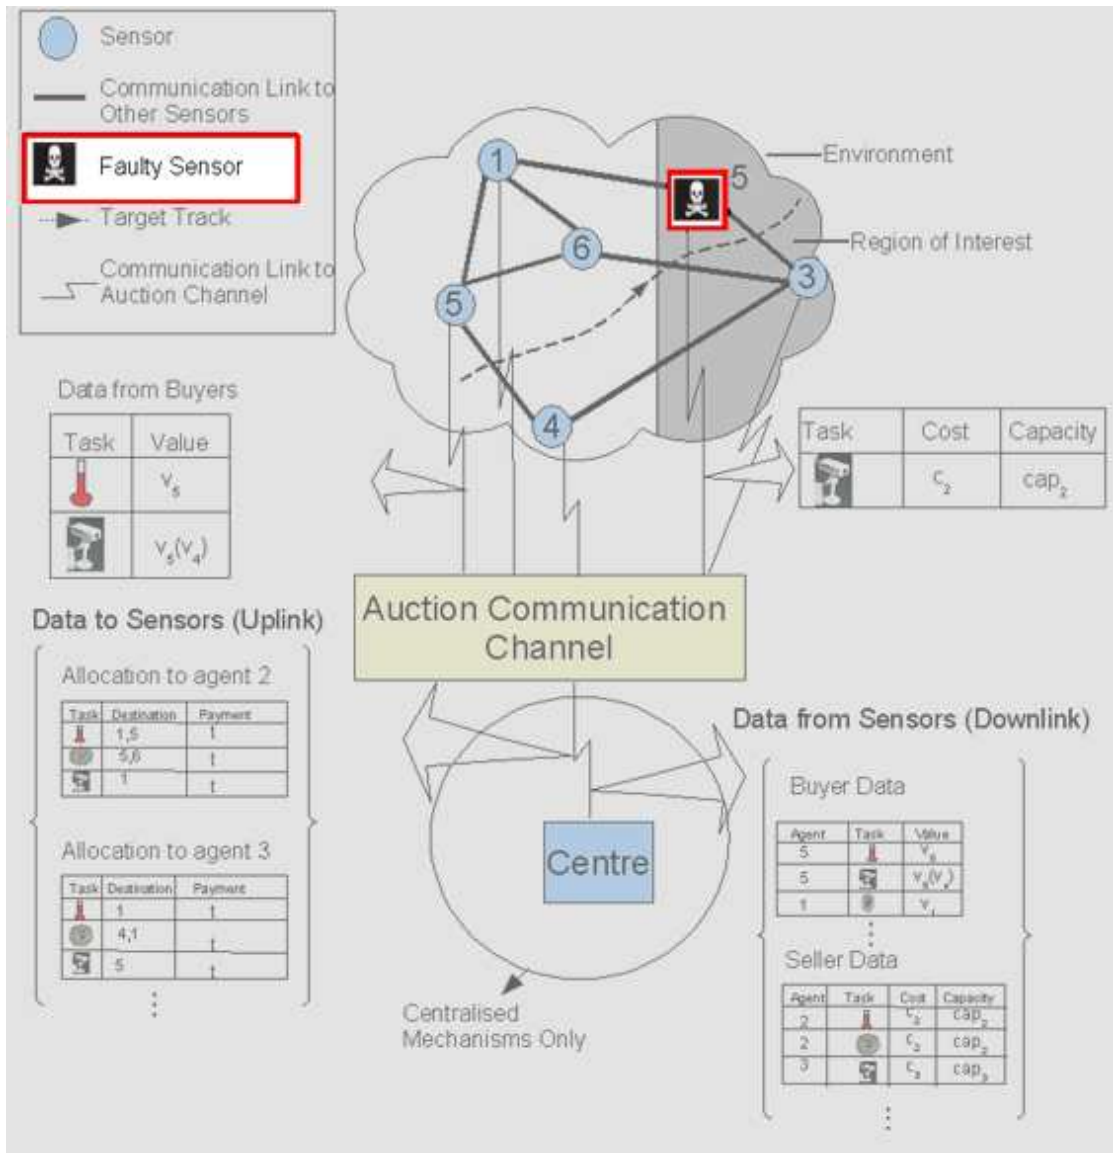 Sensor
Communication Link to
Other Sensors
Faulty Sensor
Target Track
Communication Link to
Auction Channel
1
5
6
5
3
4
Environment
Region of Interest
Data from Buyers
Task Value
v₅
v₅(v₄)
Task Cost Capacity
c₂ cap₂
Auction Communication
Channel
Data to Sensors (Uplink)
Allocation to agent 2
Task Destination Payment
1,5 t
5,6 t
1 t
Allocation to agent 3
Task Destination Payment
1 t
4,1 t
5 t
⋮
Centre
Centralised
Mechanisms Only
Data from Sensors (Downlink)
Buyer Data
Agent Task Value
5
5
1
⋮
Seller Data
Agent Task Cost Capacity
2
2
3
⋮